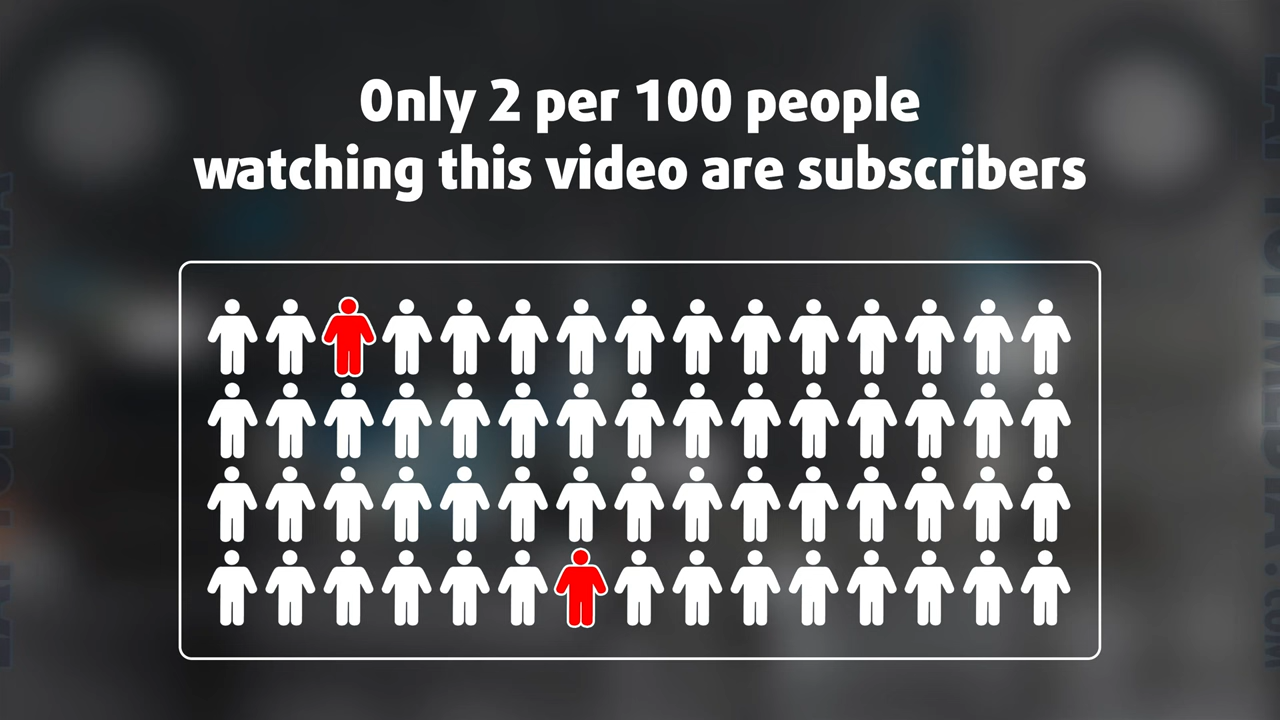 Only 2 per 100 people
watching this video are subscribers